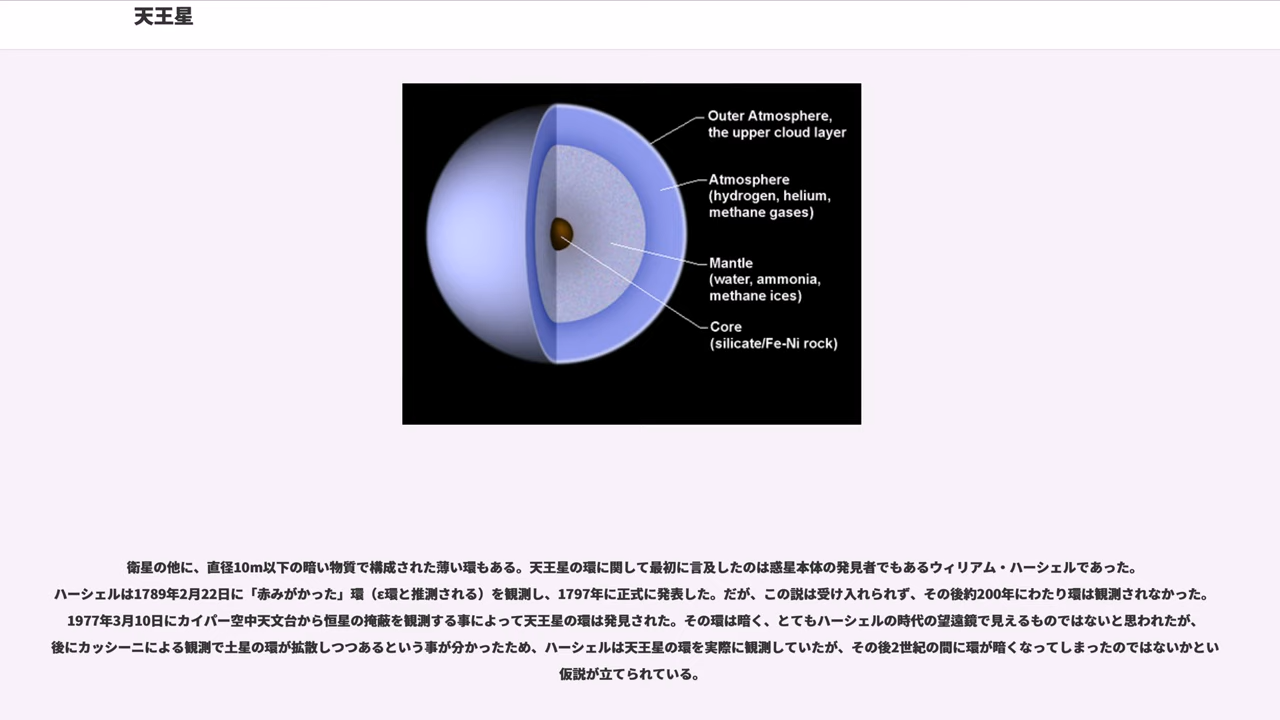 天王星
Outer Atmosphere,
the upper cloud layer
Atmosphere
(hydrogen, helium,
methane gases)
Mantle
(water, ammonia,
methane ices)
Core
(silicate/Fe-Ni rock)
衛星の他に、直径10m以下の暗い物質で構成された薄い環もある。天王星の環に関して最初に言及したのは惑星本体の発見者でもあるウィリアム・ハーシェルであった。
ハーシェルは1789年2月22日に「赤みがかった」環（ε環と推測される）を観測し、1797年に正式に発表した。だが、この説は受け入れられず、その後約200年にわたり環は観測されなかった。
1977年3月10日にカイパー空中天文台から恒星の掩蔽を観測する事によって天王星の環は発見された。その環は暗く、とてもハーシェルの時代の望遠鏡で見えるものではないと思われたが、
後にカッシーニによる観測で土星の環が拡散しつつあるという事が分かったため、ハーシェルは天王星の環を実際に観測していたが、その後2世紀の間に環が暗くなってしまったのではないかとい
仮説が立てられている。